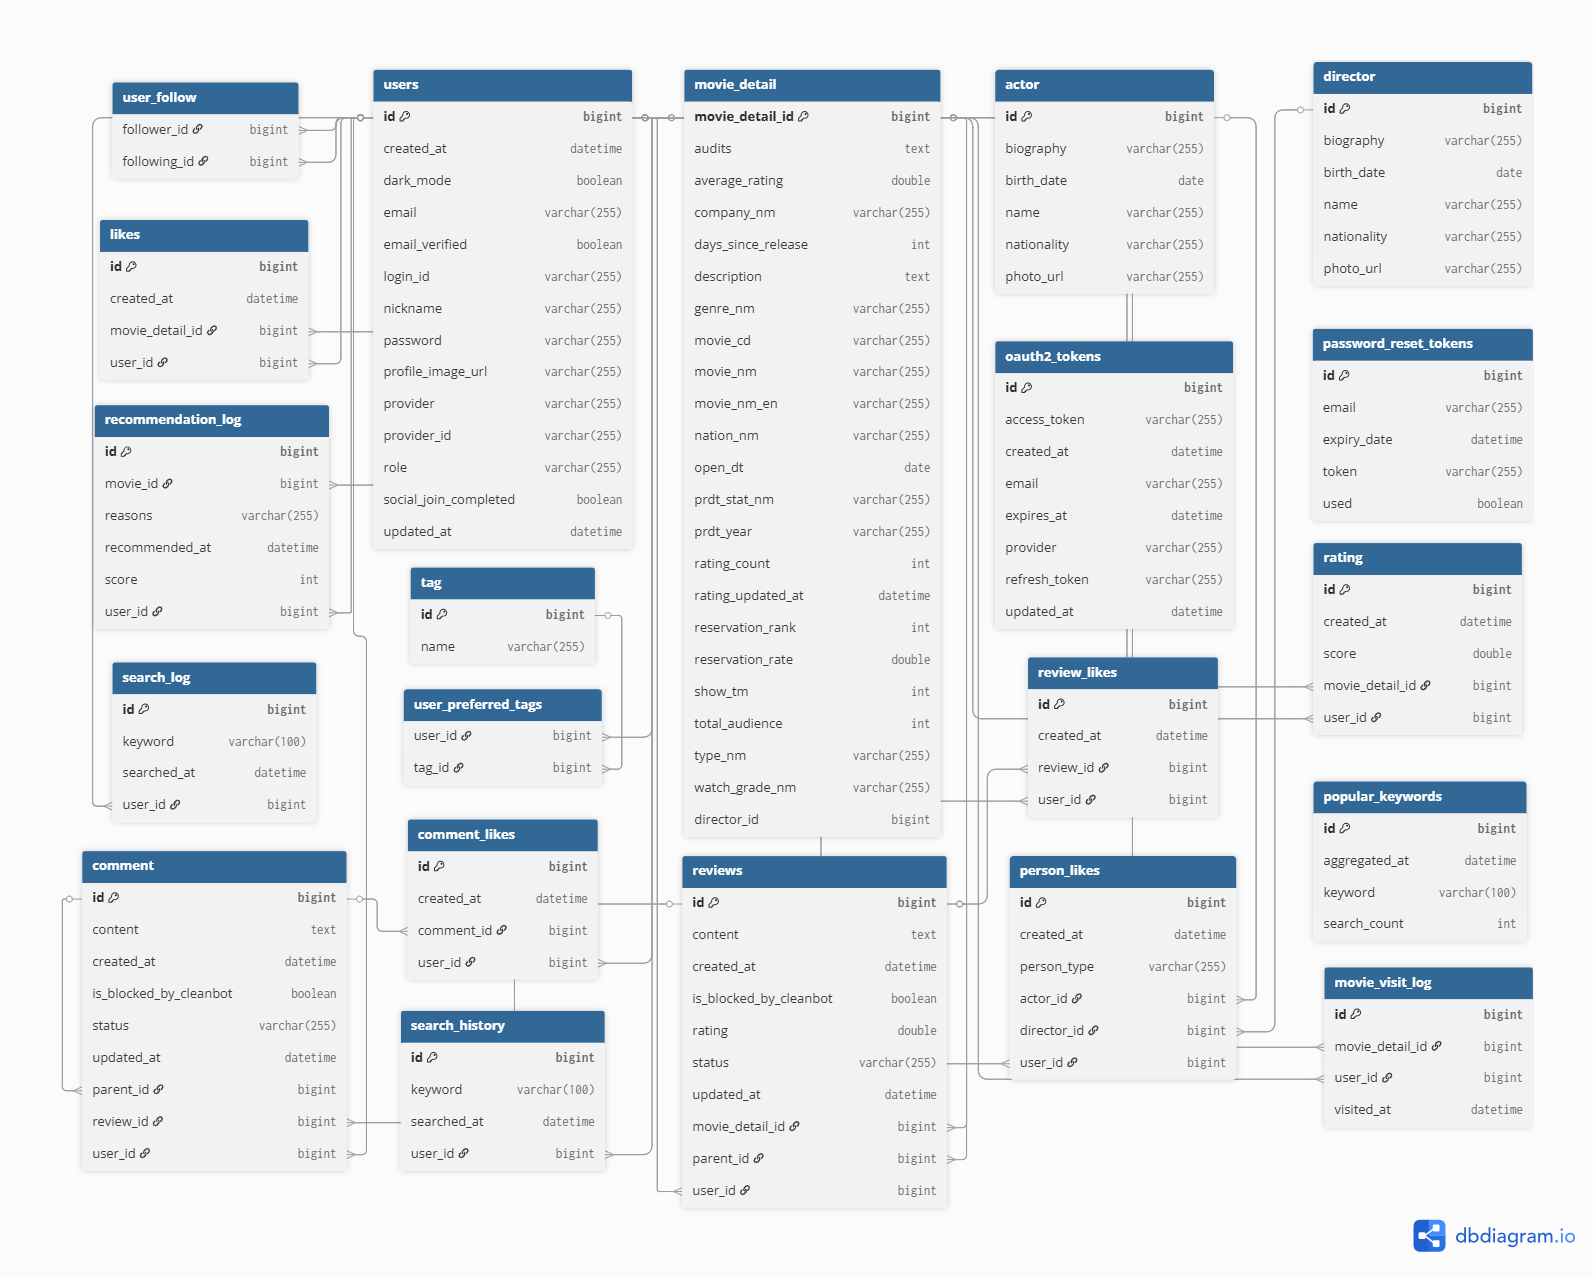 user_follow
follower_id bigint
following_id bigint
likes
id bigint
created_at datetime
movie_detail_id bigint
user_id bigint
recommendation_log
id bigint
movie_id bigint
reasons varchar(255)
recommended_at datetime
score int
user_id bigint
search_log
id bigint
keyword varchar(100)
searched_at datetime
user_id bigint
comment
id bigint
content text
created_at datetime
is_blocked_by_cleanbot boolean
status varchar(255)
updated_at datetime
parent_id bigint
review_id bigint
user_id bigint
users
id bigint
created_at datetime
dark_mode boolean
email varchar(255)
email_verified boolean
login_id varchar(255)
nickname varchar(255)
password varchar(255)
profile_image_url varchar(255)
provider varchar(255)
provider_id varchar(255)
role varchar(255)
social_join_completed boolean
updated_at datetime
tag
id bigint
name varchar(255)
user_preferred_tags
user_id bigint
tag_id bigint
comment_likes
id bigint
created_at datetime
comment_id bigint
user_id bigint
search_history
id bigint
keyword varchar(100)
searched_at datetime
user_id bigint
movie_detail
movie_detail_id bigint
audits text
average_rating double
company_nm varchar(255)
days_since_release int
description text
genre_nm varchar(255)
movie_cd varchar(255)
movie_nm varchar(255)
movie_nm_en varchar(255)
nation_nm varchar(255)
open_dt date
prdt_stat_nm varchar(255)
prdt_year varchar(255)
rating_count int
rating_updated_at datetime
reservation_rank int
reservation_rate double
show_tm int
total_audience int
type_nm varchar(255)
watch_grade_nm varchar(255)
director_id bigint
reviews
id bigint
content text
created_at datetime
is_blocked_by_cleanbot boolean
rating double
status varchar(255)
updated_at datetime
movie_detail_id bigint
parent_id bigint
user_id bigint
actor
id bigint
biography varchar(255)
birth_date date
name varchar(255)
nationality varchar(255)
photo_url varchar(255)
oauth2_tokens
id bigint
access_token varchar(255)
created_at datetime
email varchar(255)
expires_at datetime
provider varchar(255)
refresh_token varchar(255)
updated_at datetime
review_likes
id bigint
created_at datetime
review_id bigint
user_id bigint
person_likes
id bigint
created_at datetime
person_type varchar(255)
actor_id bigint
director_id bigint
user_id bigint
director
id bigint
biography varchar(255)
birth_date date
name varchar(255)
nationality varchar(255)
photo_url varchar(255)
password_reset_tokens
id bigint
email varchar(255)
expiry_date datetime
token varchar(255)
used boolean
rating
id bigint
created_at datetime
score double
movie_detail_id bigint
user_id bigint
popular_keywords
id bigint
aggregated_at datetime
keyword varchar(100)
search_count int
movie_visit_log
id bigint
movie_detail_id bigint
user_id bigint
visited_at datetime
dbdiagram.io